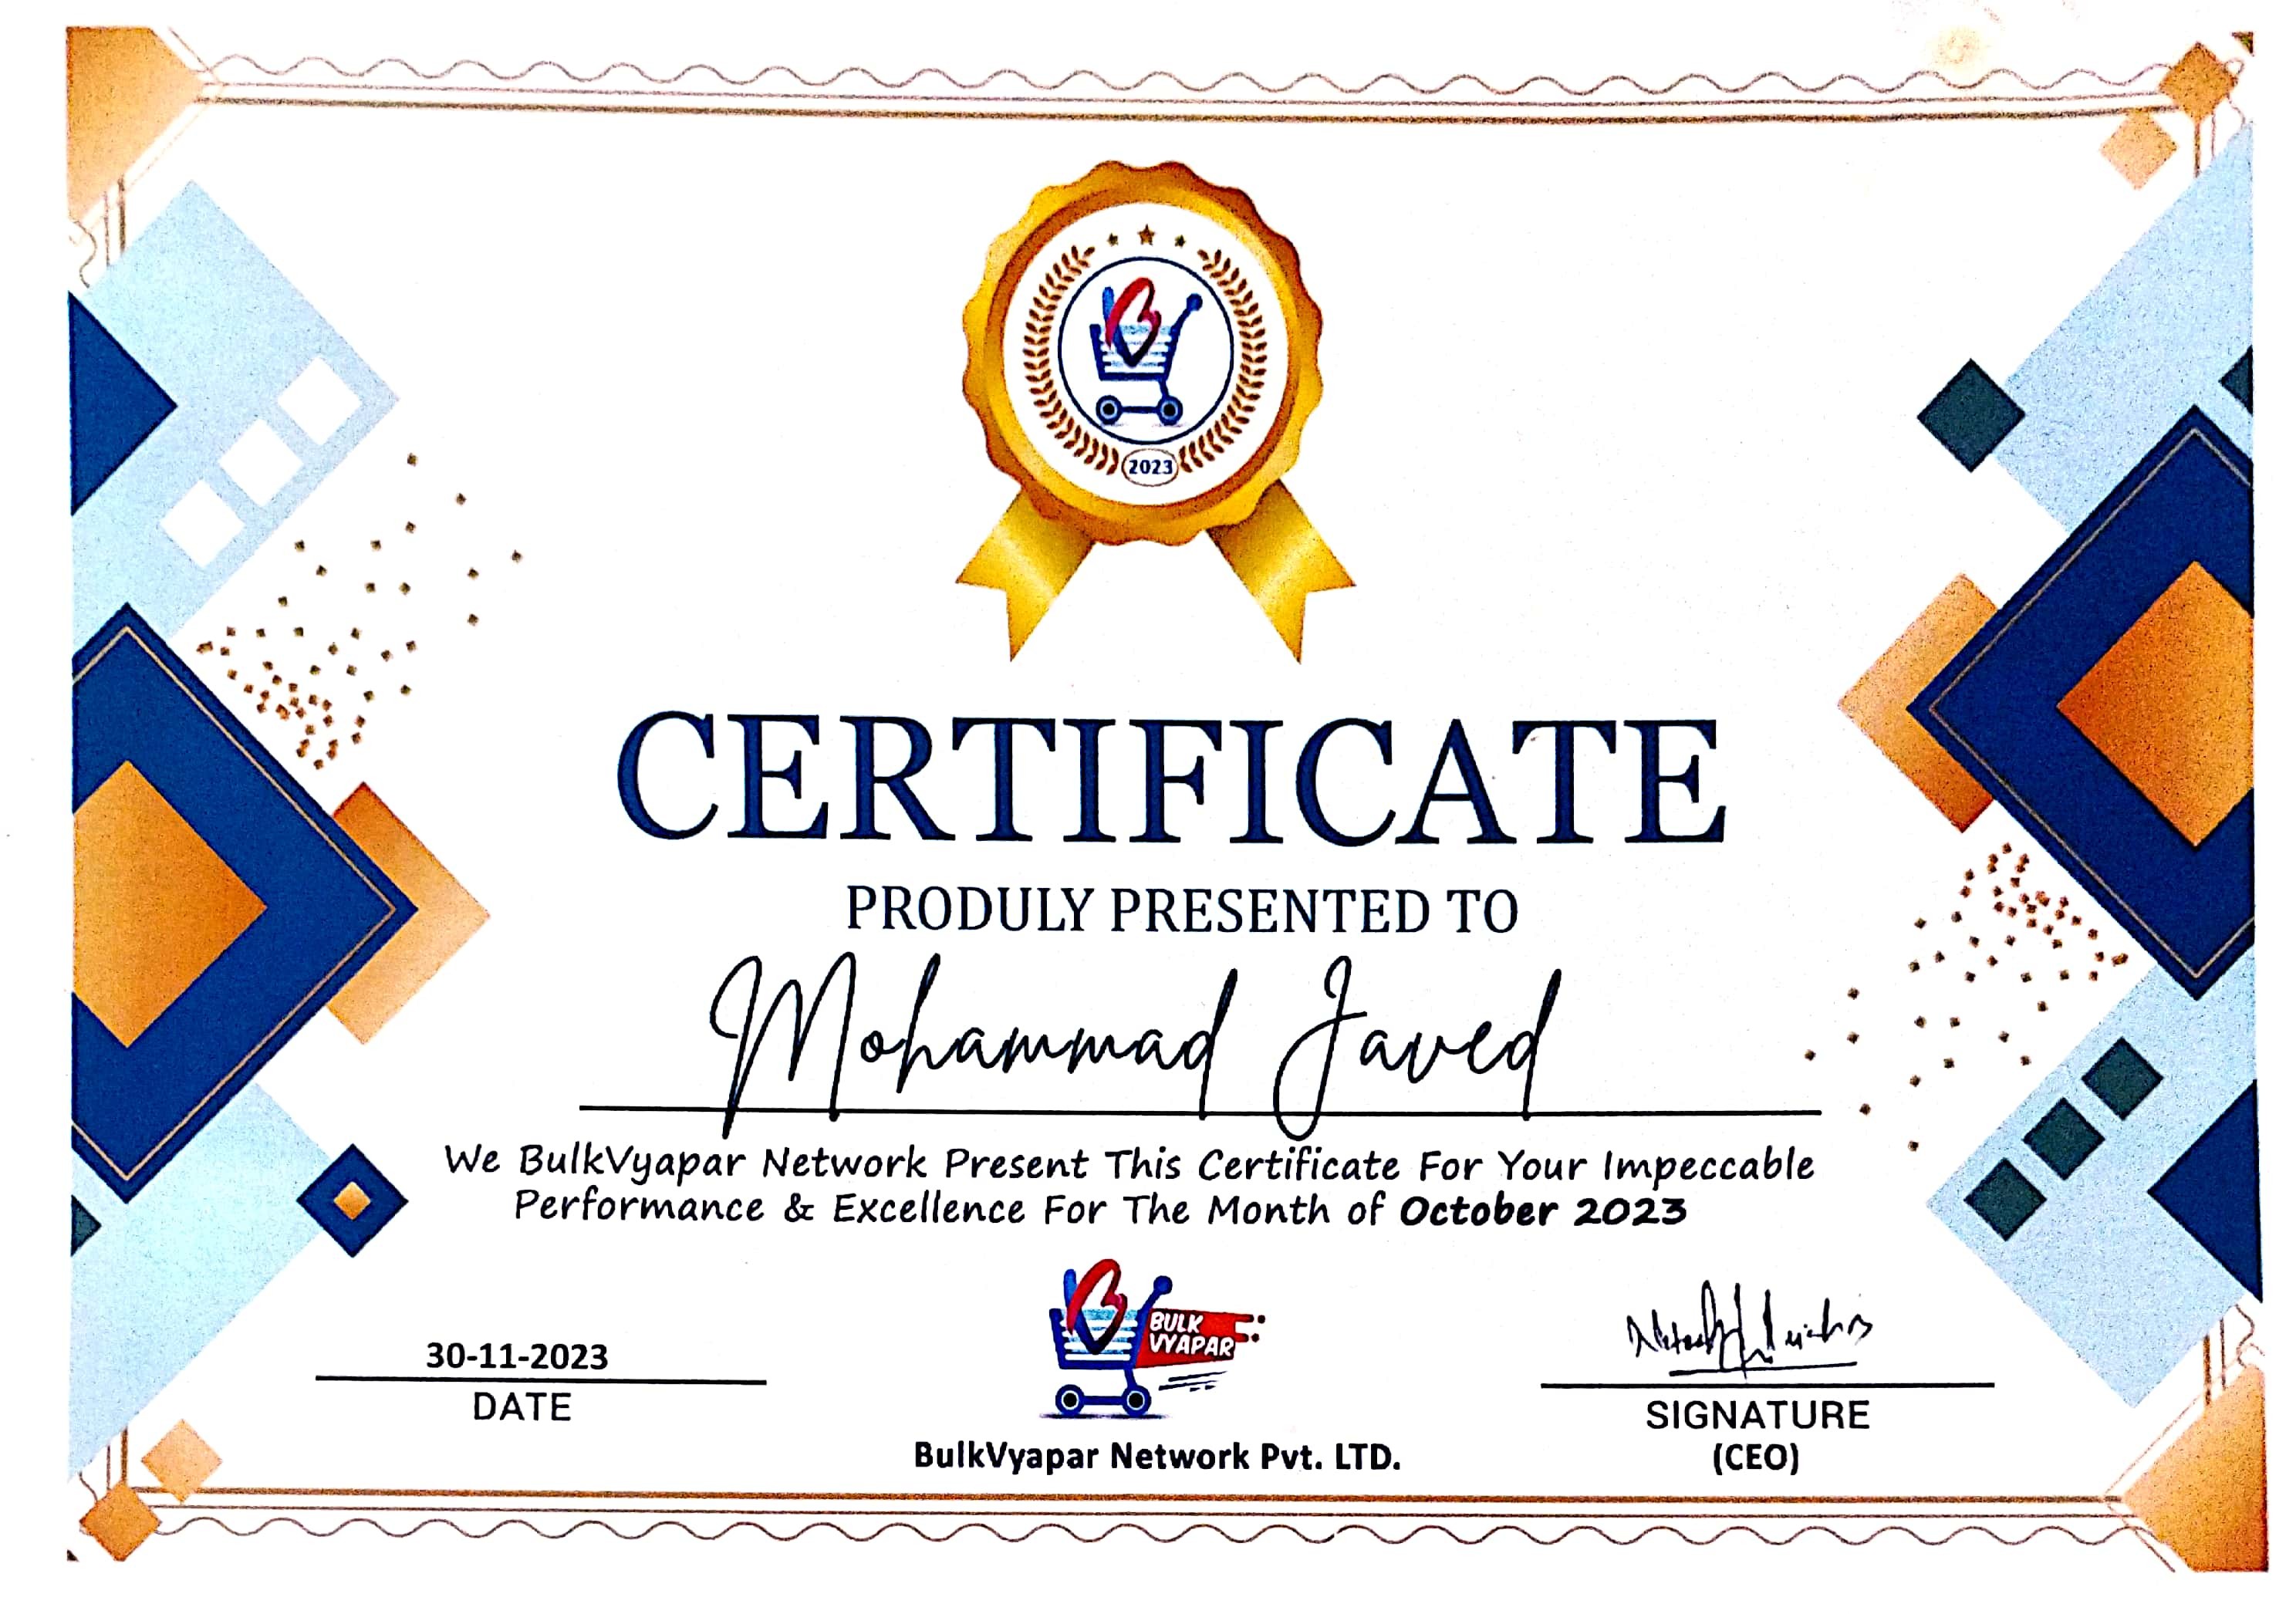 2023
CERTIFICATE
PRODULY PRESENTED TO
Mohammad Javed
We BulkVyapar Network Present This Certificate For Your Impeccable
Performance & Excellence For The Month of October 2023
BULK
VYAPAR
30-11-2023
DATE
SIGNATURE
(CEO)
BulkVyapar Network Pvt. LTD.